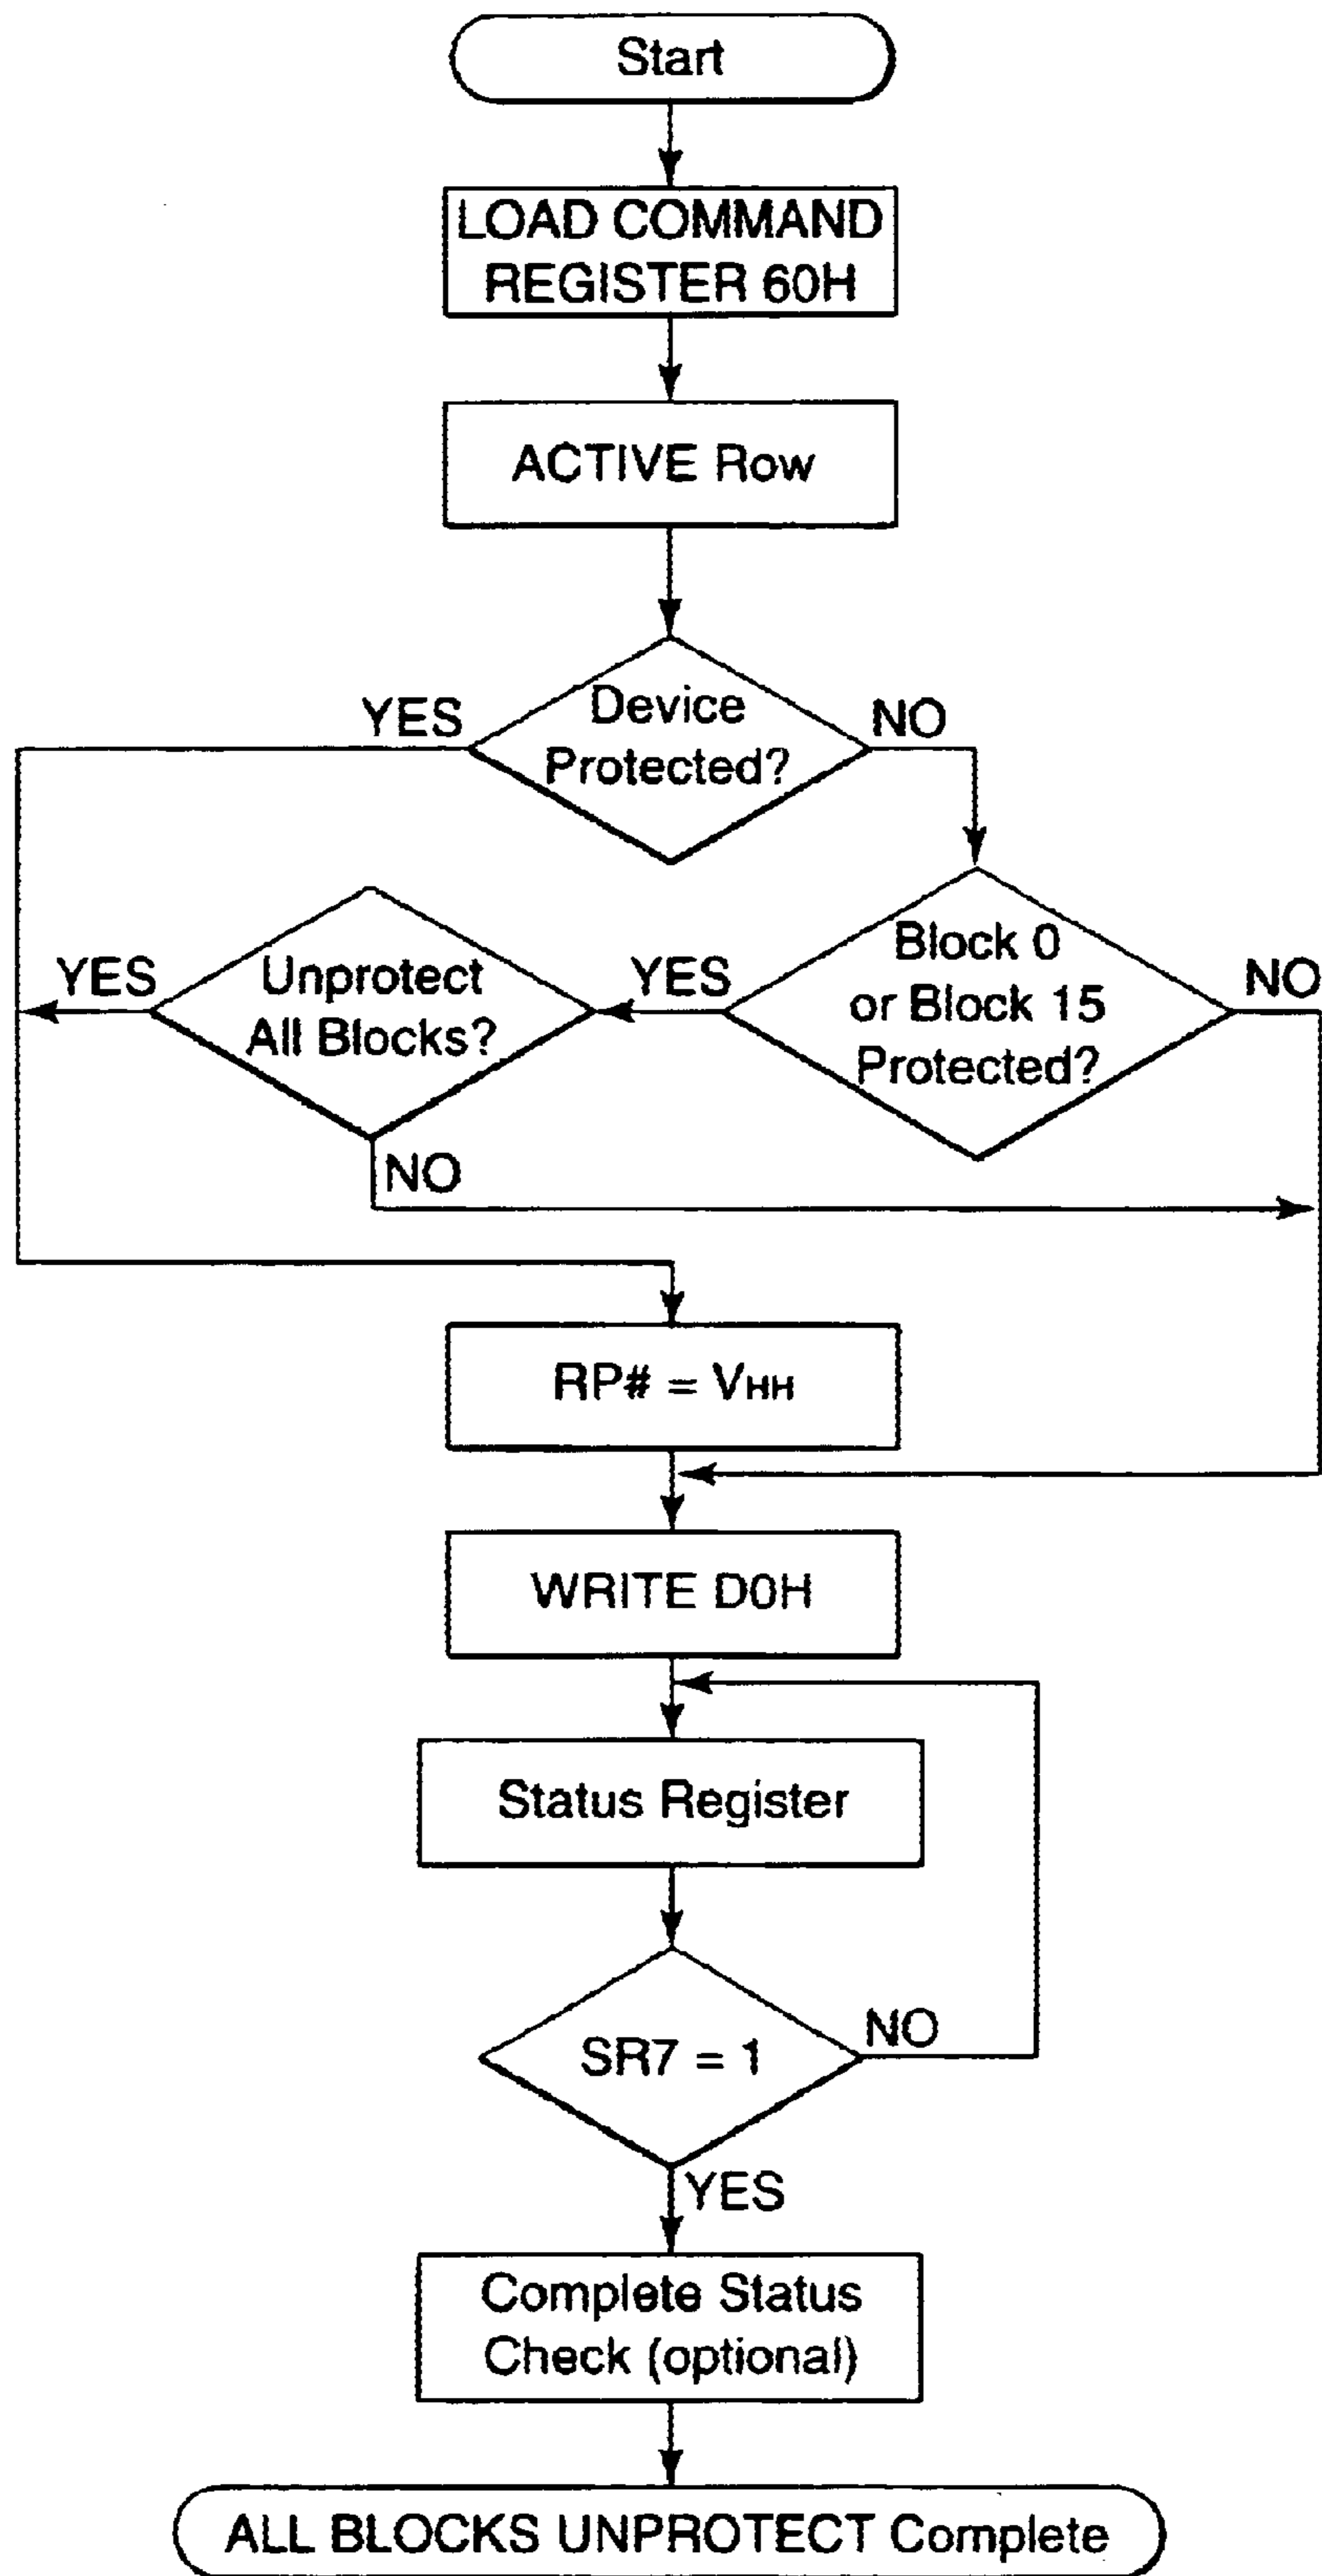 Start
LOAD COMMAND
REGISTER 60H
ACTIVE Row
Device
Protected?
YES
NO
Block 0
or Block 15
Protected?
YES
NO
Unprotect
All Blocks?
YES
NO
RP# = VHH
WRITE D0H
Status Register
SR7 = 1
NO
YES
Complete Status
Check (optional)
ALL BLOCKS UNPROTECT Complete